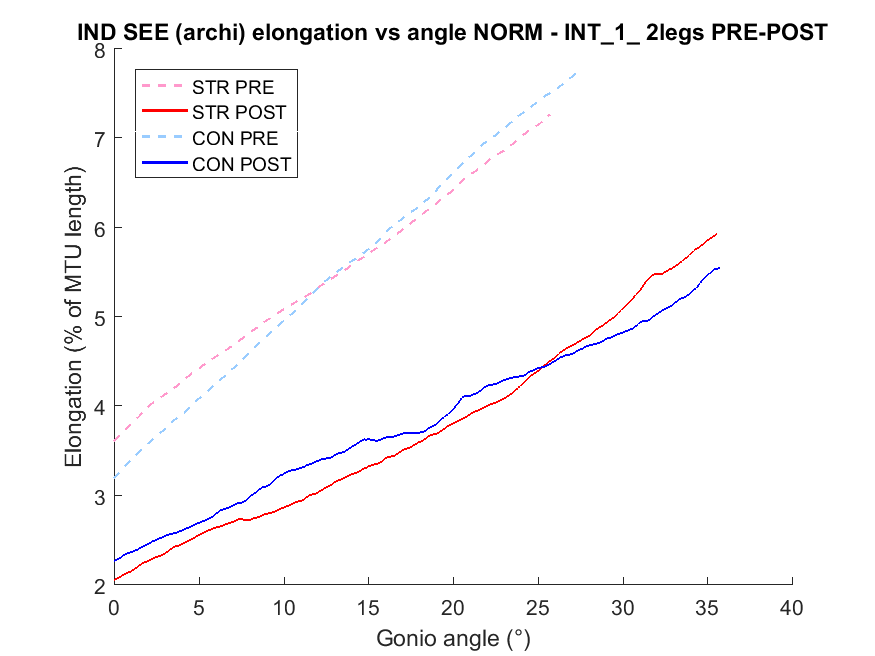 IND SEE (archi) elongation vs angle NORM - INT_1_ 2legs PRE-POST
8
7
6
5
4
3
2
Elongation (% of MTU length)
STR PRE
STR POST
CON PRE
CON POST
0 5 10 15 20 25 30 35 40
Gonio angle (°)